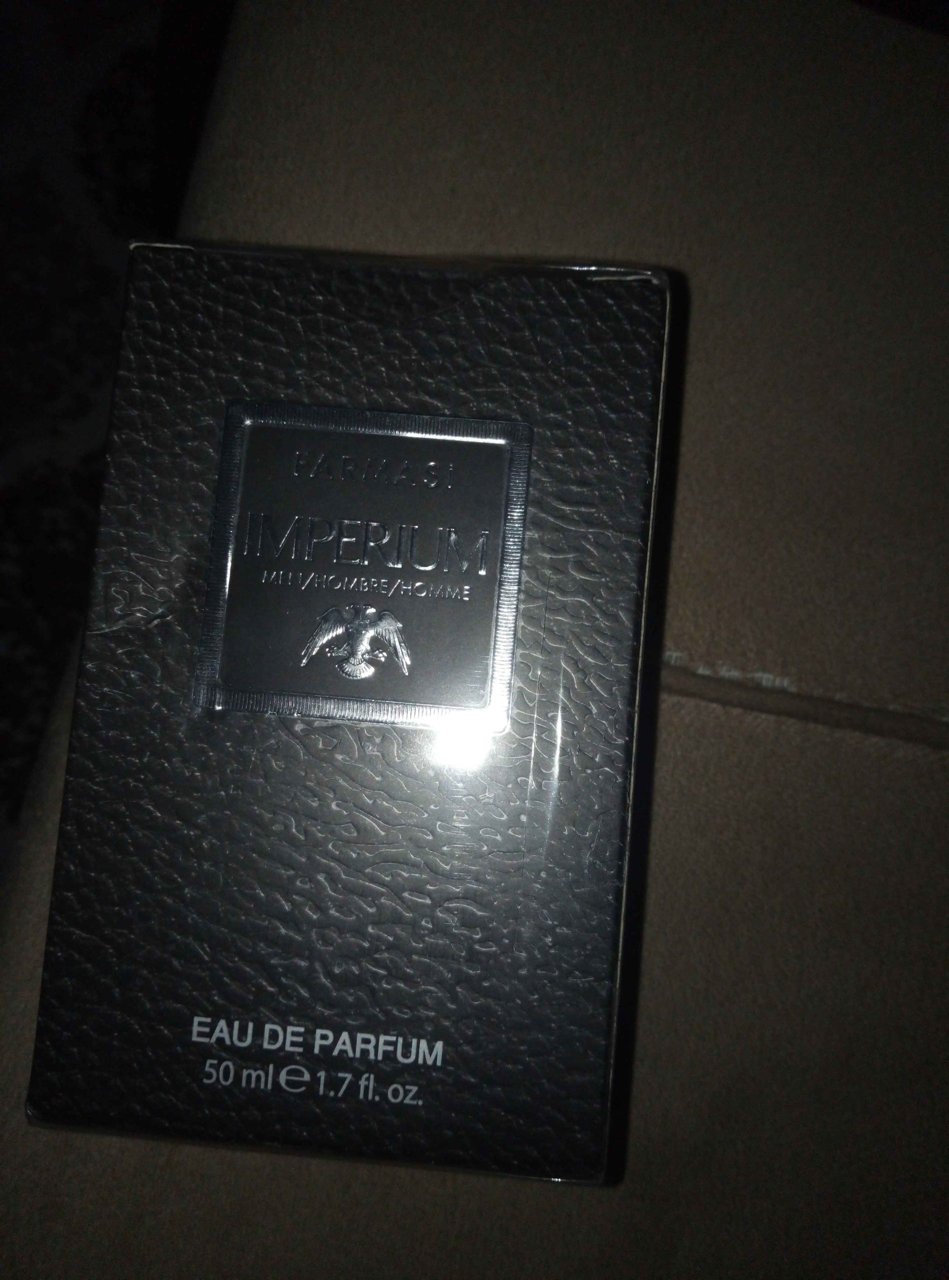 FARMASi
IMPERIUM
MEN/HOMBRE/HOMME
EAU DE PARFUM
50 ml ℮ 1.7 fl. oz.